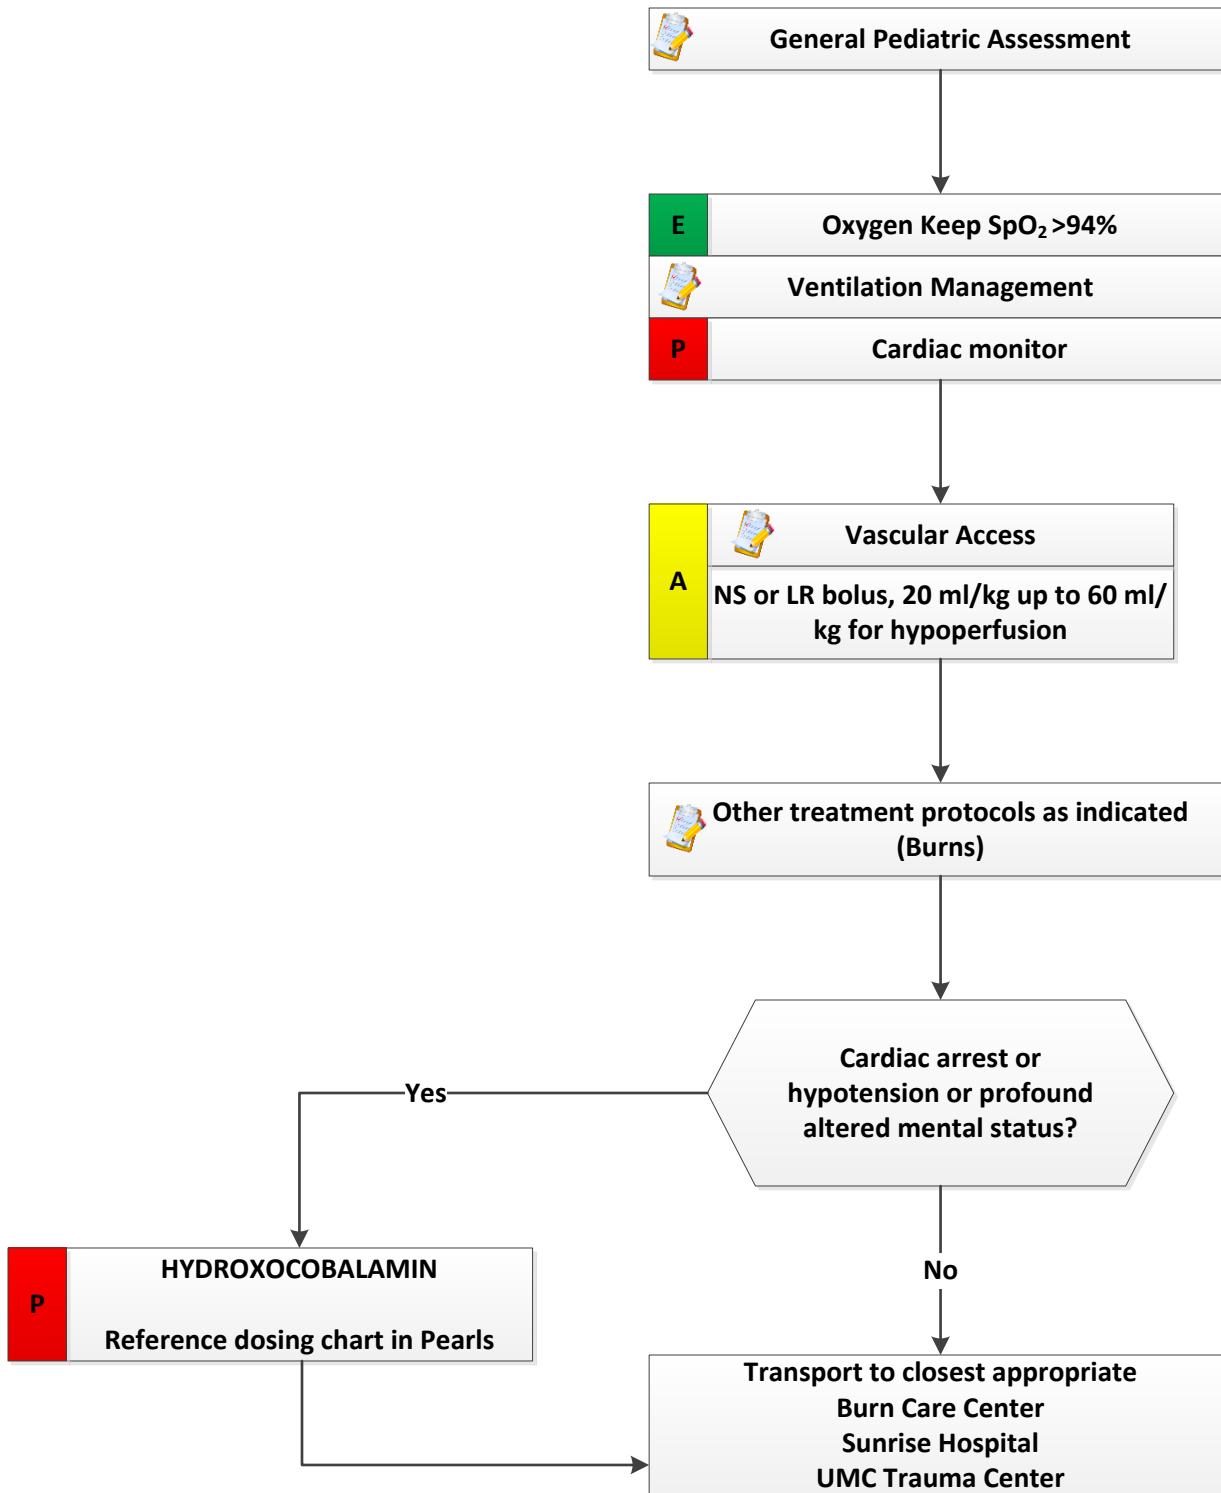 General Pediatric Assessment
E
Oxygen Keep SpO₂ >94%
Ventilation Management
P
Cardiac monitor
A
Vascular Access
NS or LR bolus, 20 ml/kg up to 60 ml/
kg for hypoperfusion
Other treatment protocols as indicated
(Burns)
Cardiac arrest or
hypotension or profound
altered mental status?
Yes
No
P
HYDROXOCOBALAMIN
Reference dosing chart in Pearls
Transport to closest appropriate
Burn Care Center
Sunrise Hospital
UMC Trauma Center